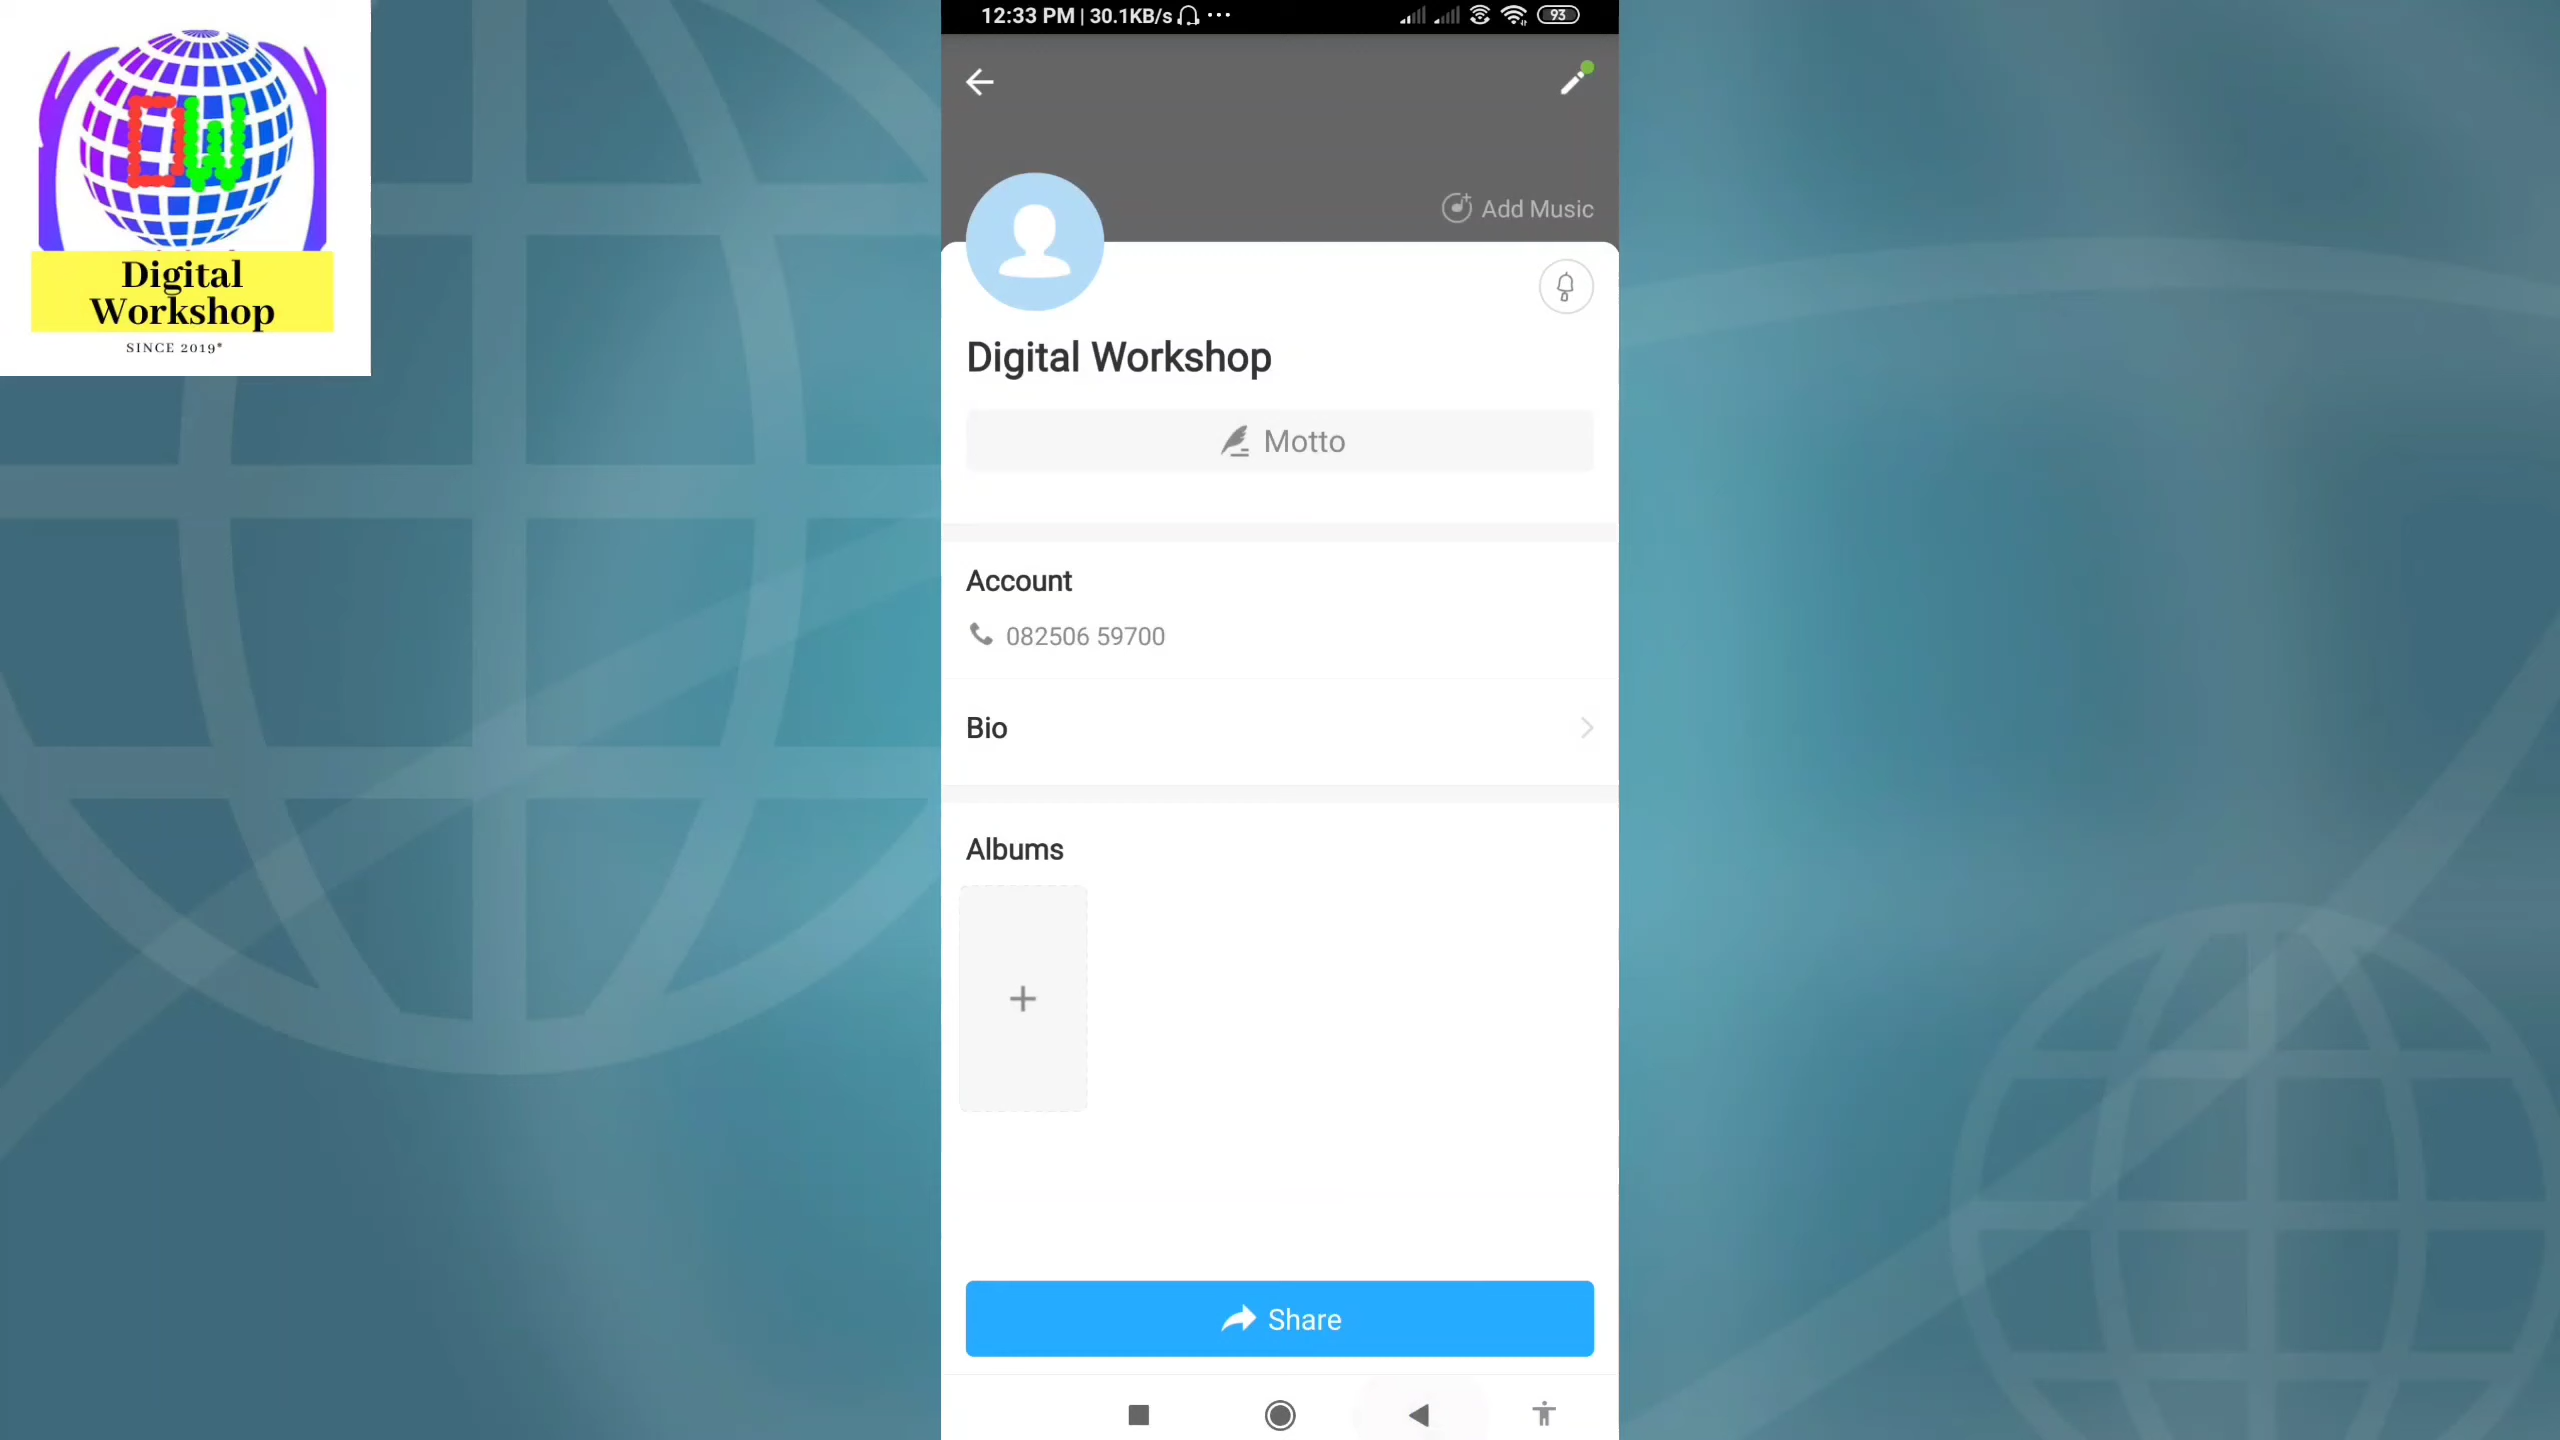 DW
Digital
Workshop
SINCE 2019*
12:33 PM | 30.1KB/s ...
93
Add Music
Digital Workshop
Motto
Account
082506 59700
Bio
Albums
Share